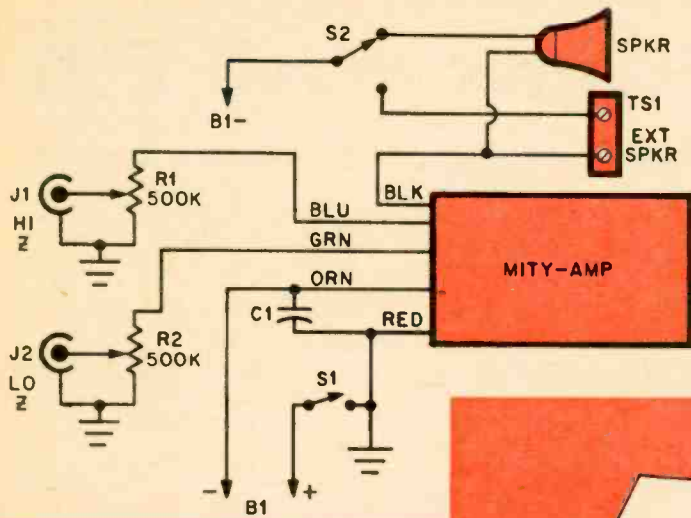 S2
SPKR
B1-
TS1
EXT
SPKR
J1
HI
Z
R1
500K
BLK
BLU
GRN
ORN
MITY-AMP
C1
RED
J2
LO
Z
R2
500K
S1
- +
B1